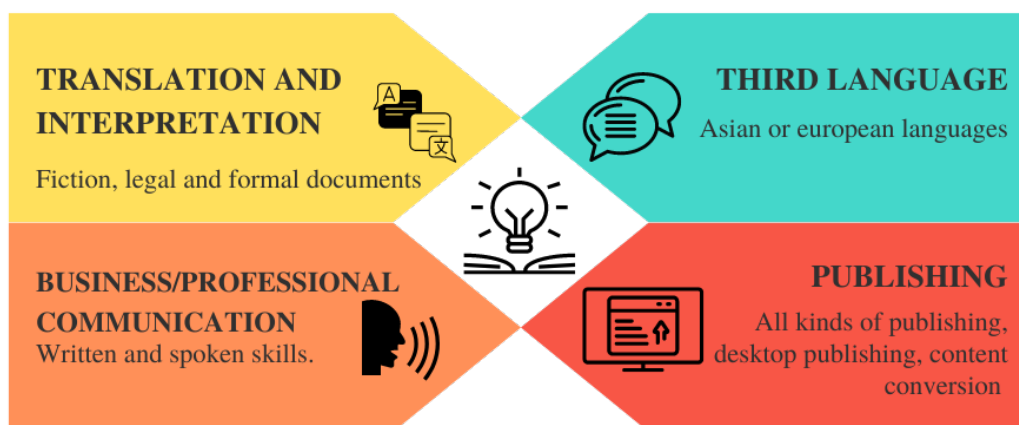 TRANSLATION AND
INTERPRETATION
Fiction, legal and formal documents
A
文
THIRD LANGUAGE
Asian or european languages
BUSINESS/PROFESSIONAL
COMMUNICATION
Written and spoken skills.
PUBLISHING
All kinds of publishing,
desktop publishing, content
conversion